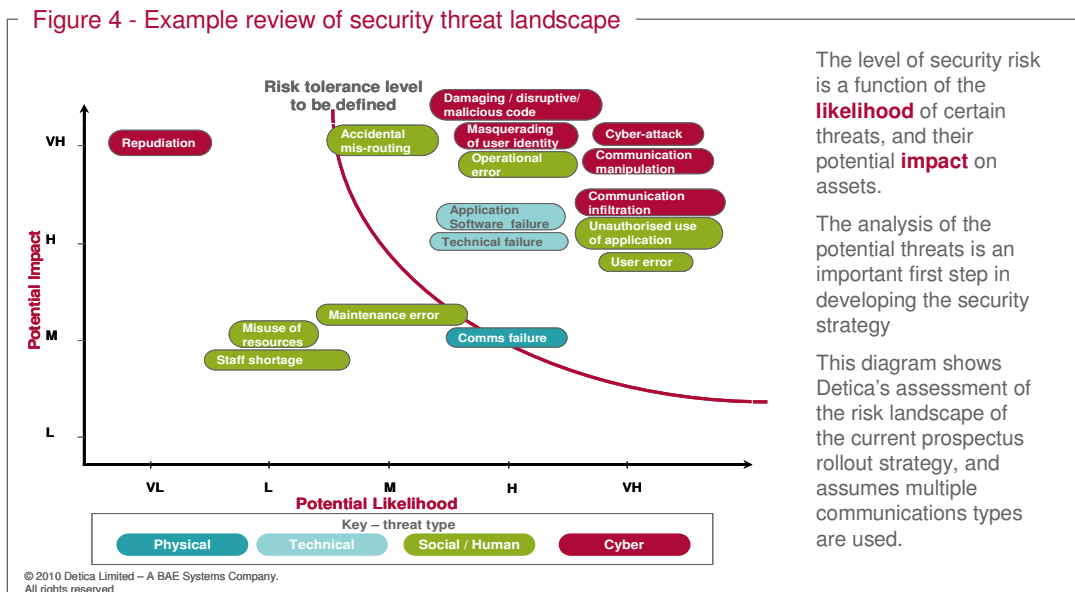 Figure 4 - Example review of security threat landscape
Risk tolerance level
to be defined
Potential Impact
VH
H
M
L
Repudiation
Accidental
mis-routing
Damaging / disruptive/
malicious code
Masquerading
of user identity
Operational
error
Cyber-attack
Communication
manipulation
Communication
infiltration
Unauthorised use
of application
User error
Application
Software failure
Technical failure
Maintenance error
Misuse of
resources
Staff shortage
Comms failure
VL
L
M
H
VH
Potential Likelihood
Key – threat type
Physical
Technical
Social / Human
Cyber
© 2010 Detica Limited – A BAE Systems Company.
All rights reserved
The level of security risk
is a function of the
likelihood of certain
threats, and their
potential impact on
assets.
The analysis of the
potential threats is an
important first step in
developing the security
strategy
This diagram shows
Detica's assessment of
the risk landscape of
the current prospectus
rollout strategy, and
assumes multiple
communications types
are used.